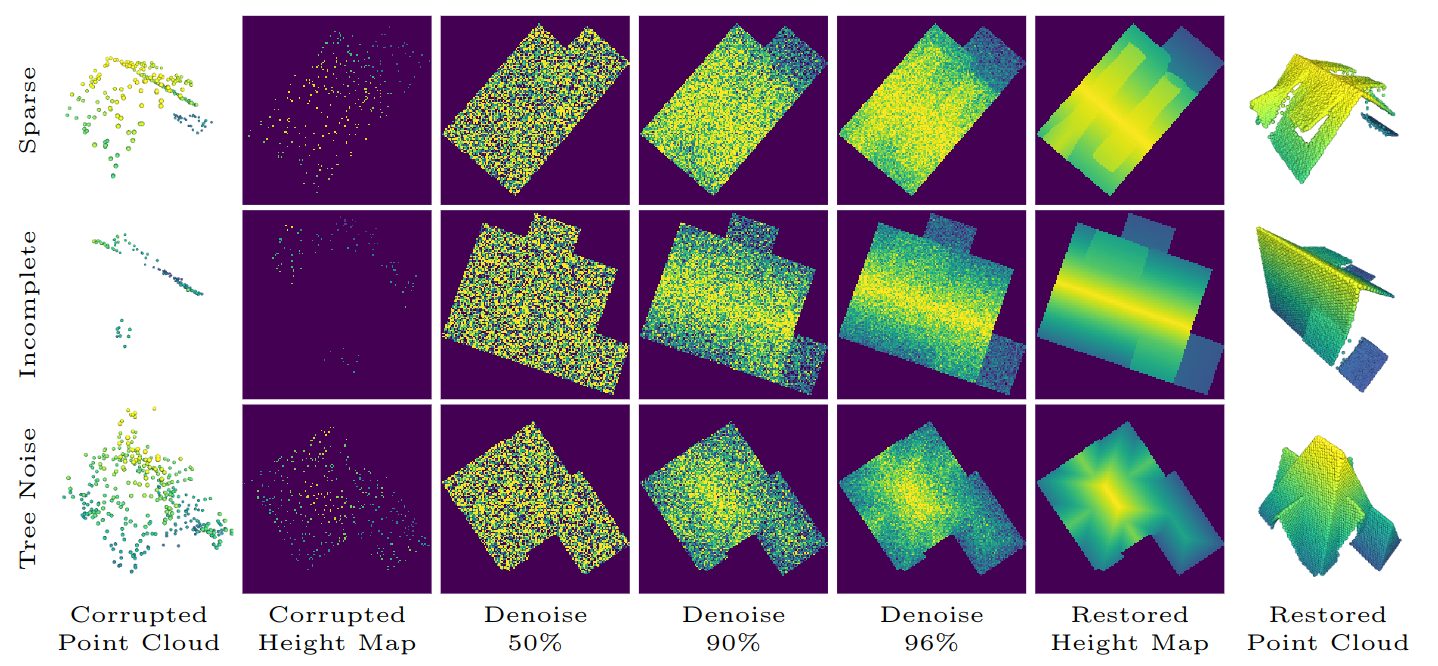 Sparse
Incomplete
Tree Noise
Corrupted
Point Cloud
Corrupted
Height Map
Denoise
50%
Denoise
90%
Denoise
96%
Restored
Height Map
Restored
Point Cloud